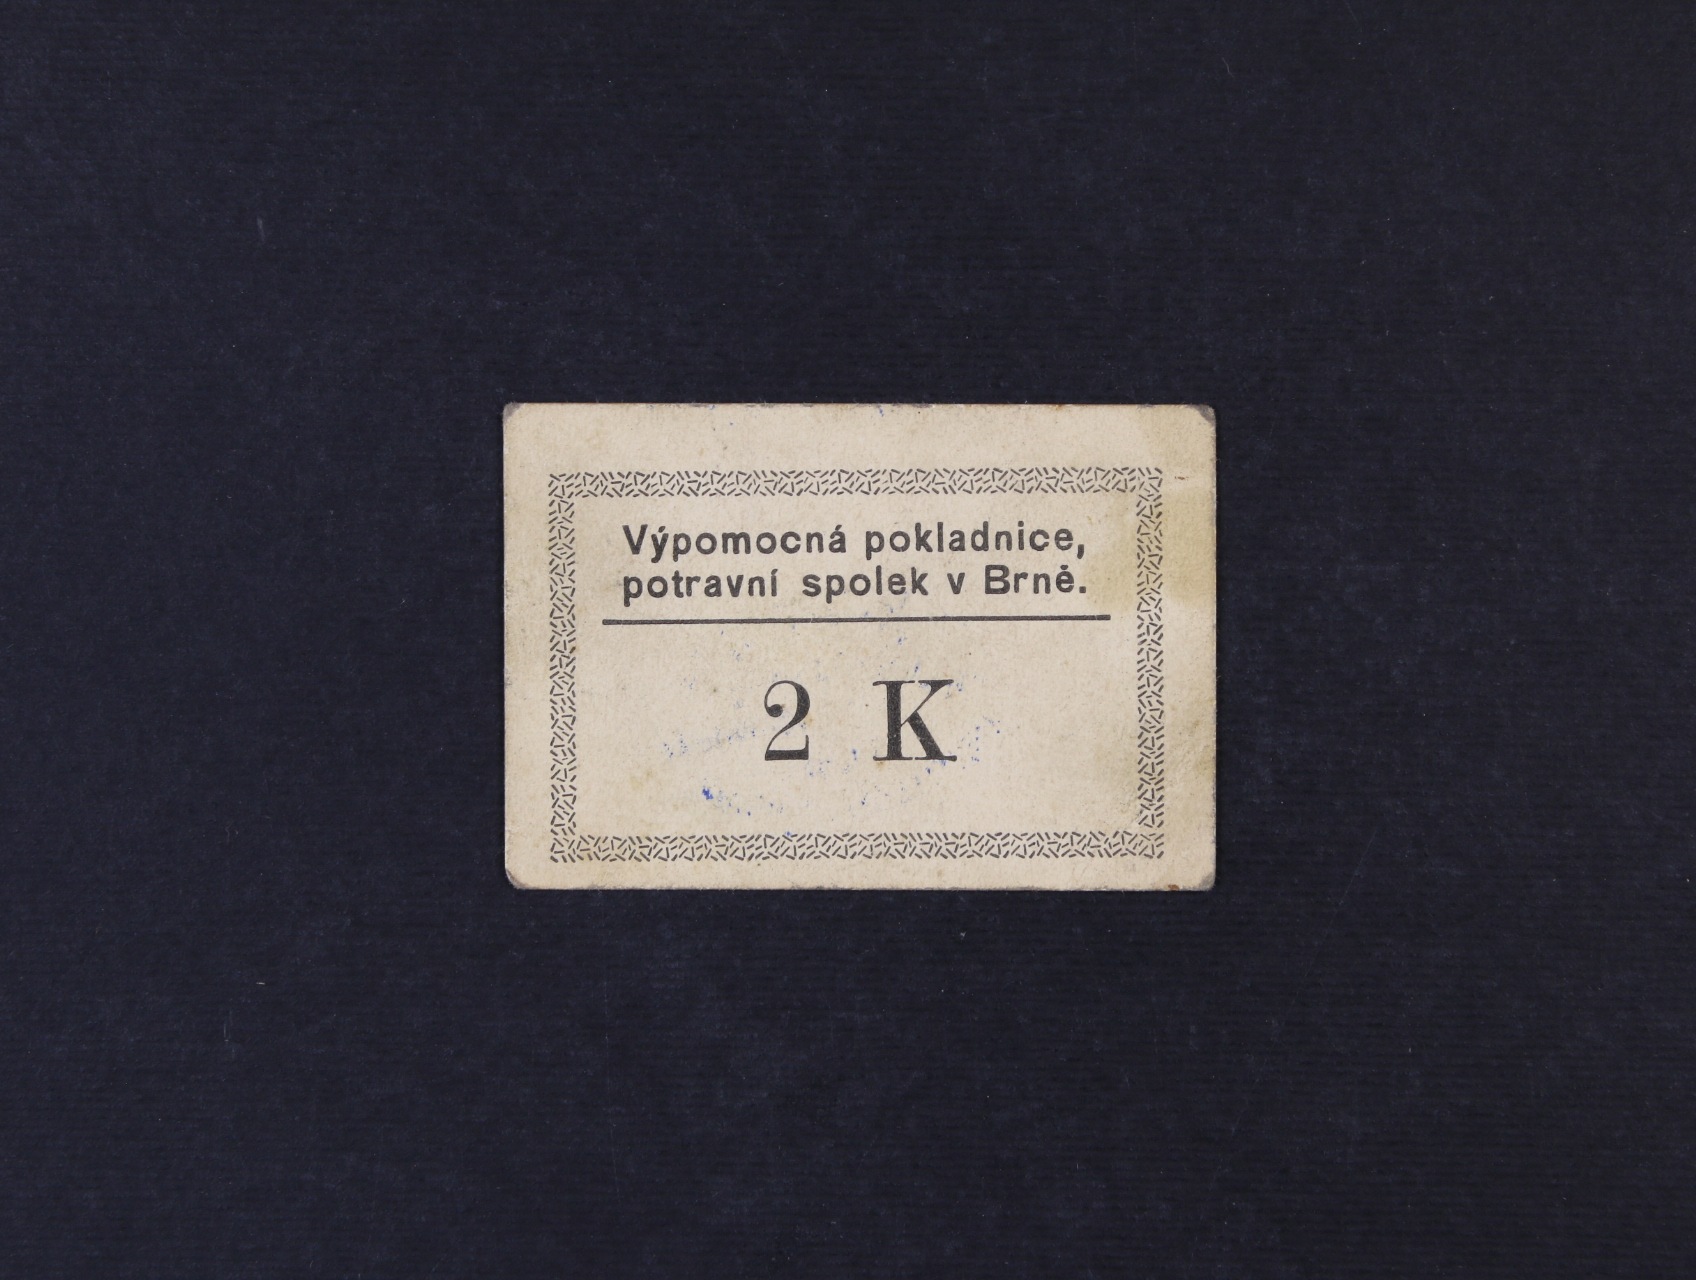 Výpomocná pokladnice,
potravní spolek v Brně.
2 K